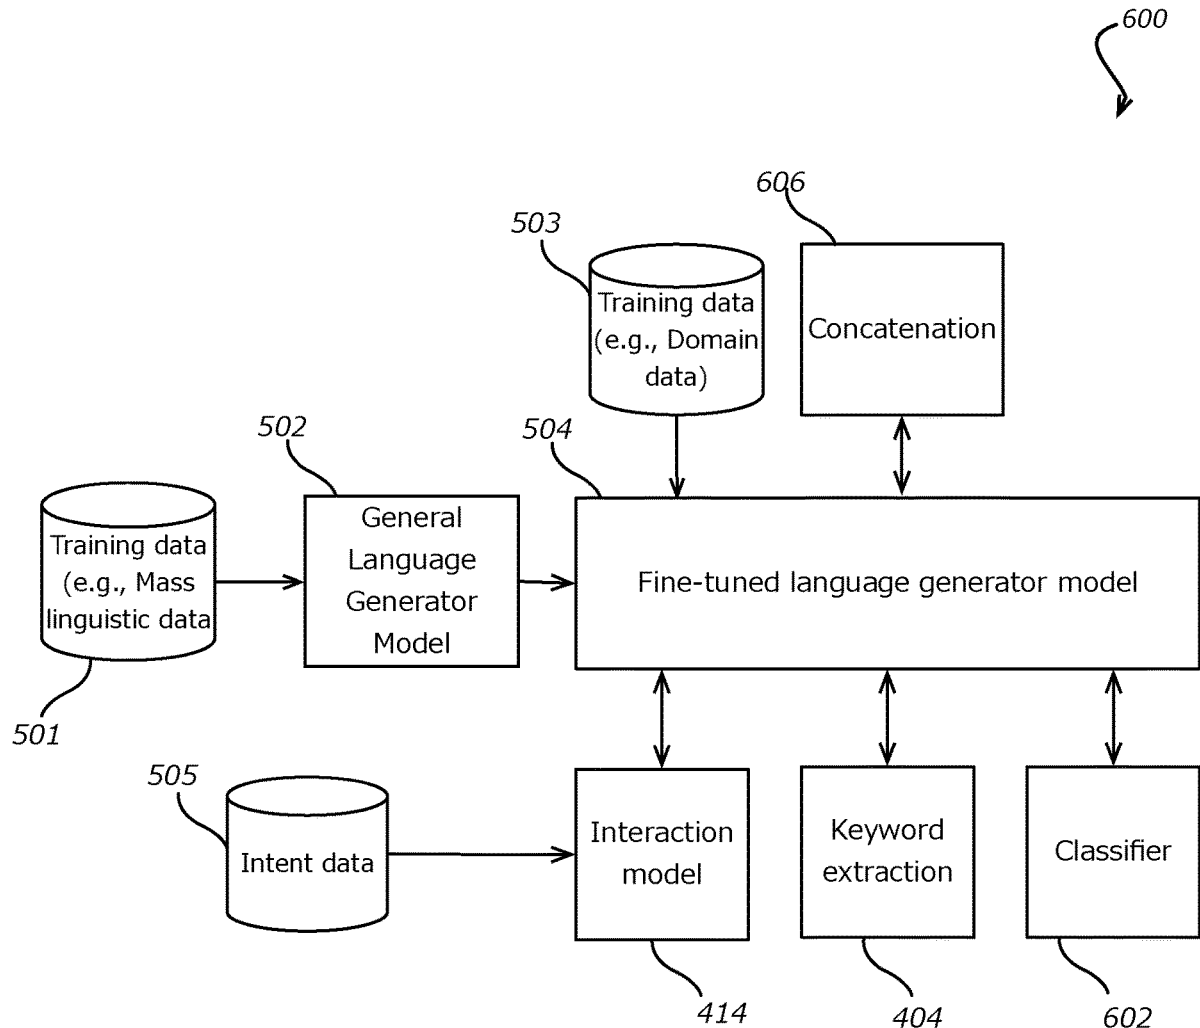 600
606
503
Training data
(e.g., Domain
data)
Concatenation
502
504
General
Language
Generator
Model
Training data
(e.g., Mass
linguistic data
Fine-tuned language generator model
501
505
Intent data
Interaction
model
Keyword
extraction
Classifier
414
404
602